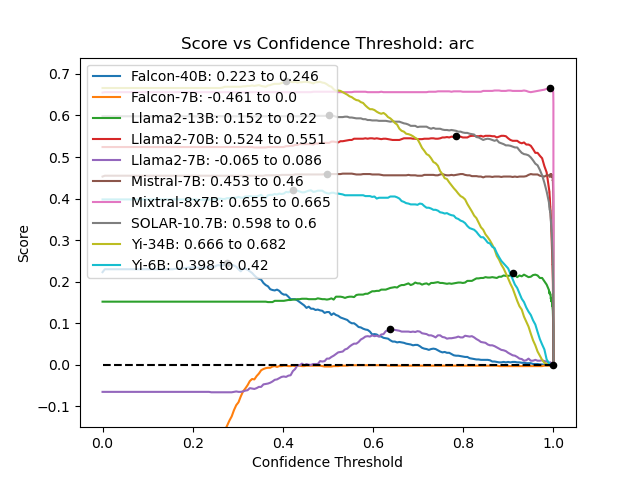 Score vs Confidence Threshold: arc
Falcon-40B: 0.223 to 0.246
Falcon-7B: -0.461 to 0.0
Llama2-13B: 0.152 to 0.22
Llama2-70B: 0.524 to 0.551
Llama2-7B: -0.065 to 0.086
Mistral-7B: 0.453 to 0.46
Mixtral-8x7B: 0.655 to 0.665
SOLAR-10.7B: 0.598 to 0.6
Yi-34B: 0.666 to 0.682
Yi-6B: 0.398 to 0.42
0.7
0.6
0.5
0.4
0.3
0.2
0.1
0.0
−0.1
Score
0.0 0.2 0.4 0.6 0.8 1.0
Confidence Threshold